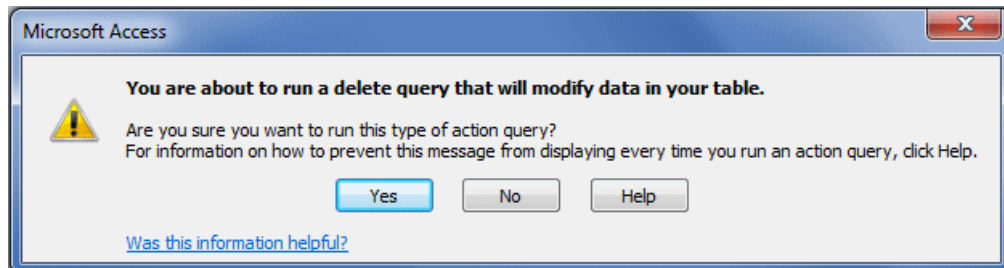 Microsoft Access
You are about to run a delete query that will modify data in your table.
Are you sure you want to run this type of action query?
For information on how to prevent this message from displaying every time you run an action query, click Help.
Yes No Help
Was this information helpful?